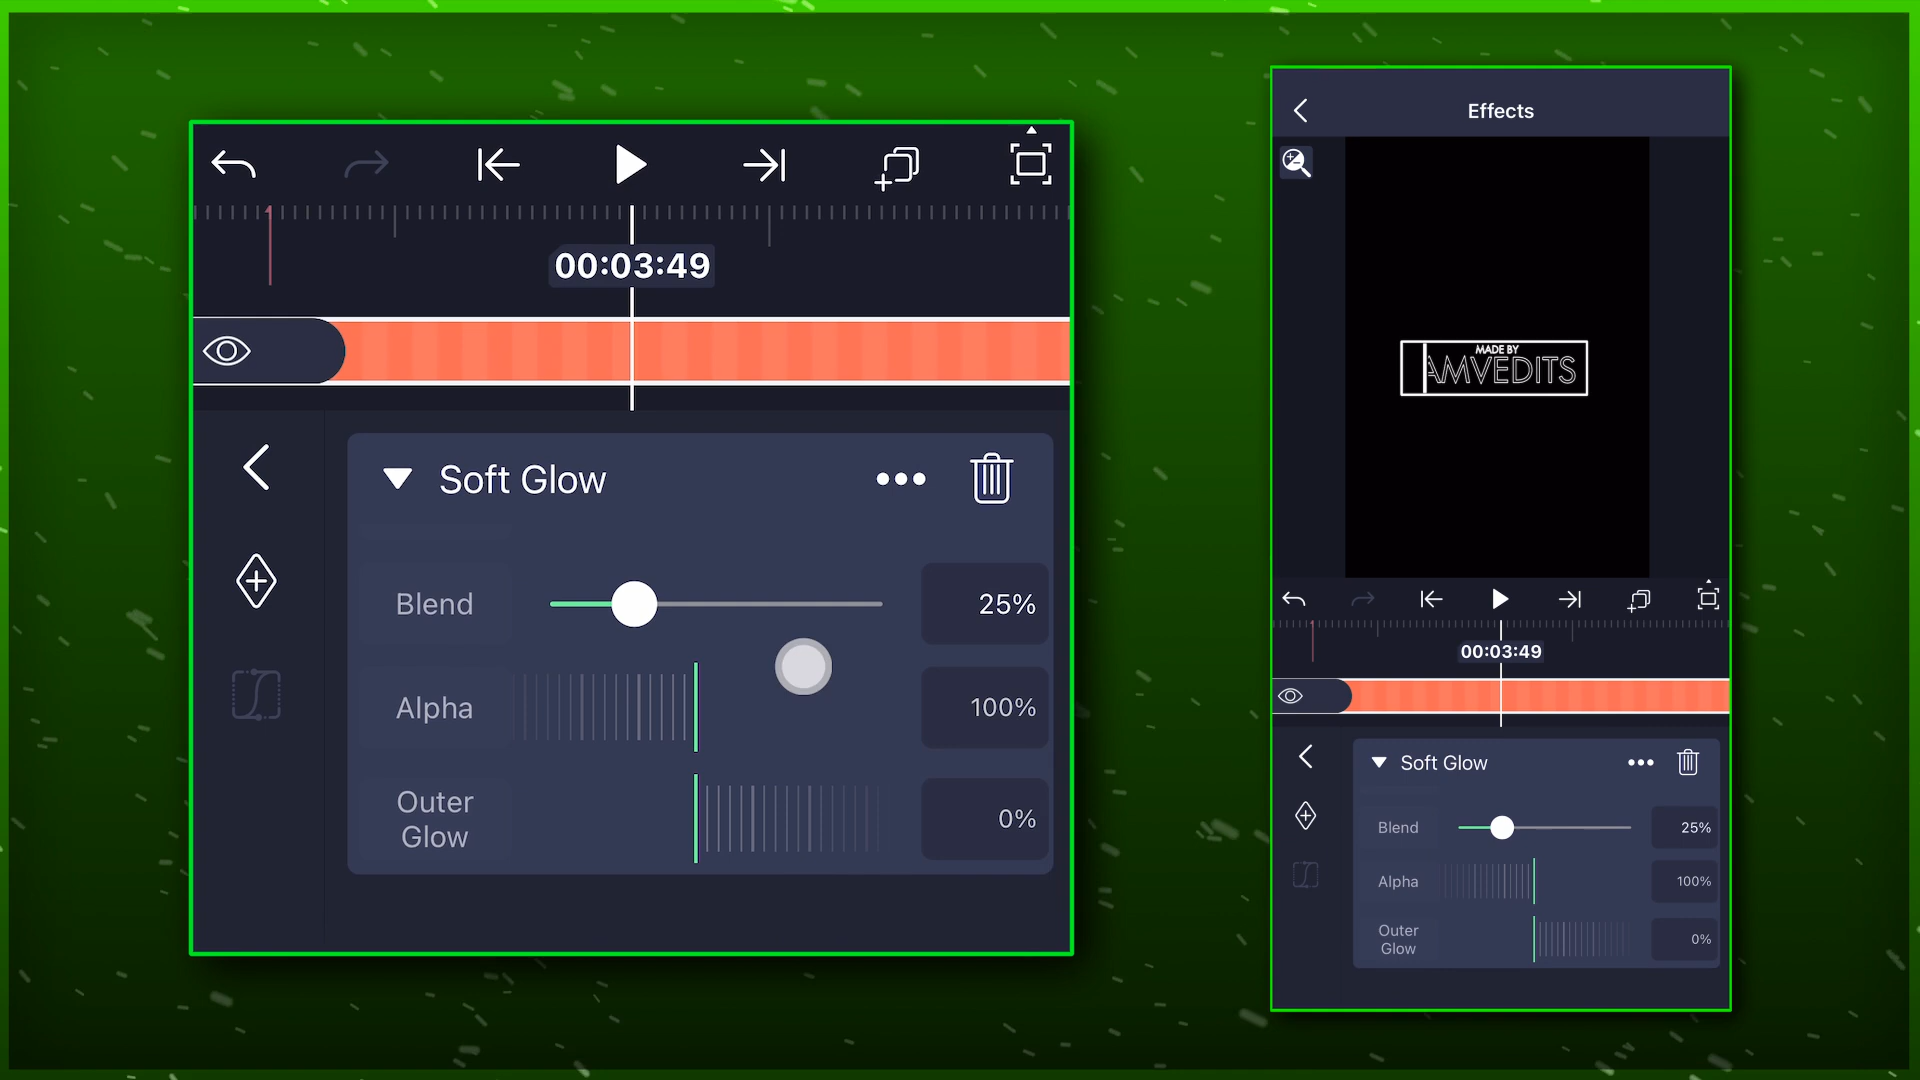 00:03:49
Soft Glow
Blend
25%
Alpha
100%
Outer
Glow
0%
Effects
MADE BY
AMVEDITS
00:03:49
Soft Glow
Blend
25%
Alpha
100%
Outer
Glow
0%